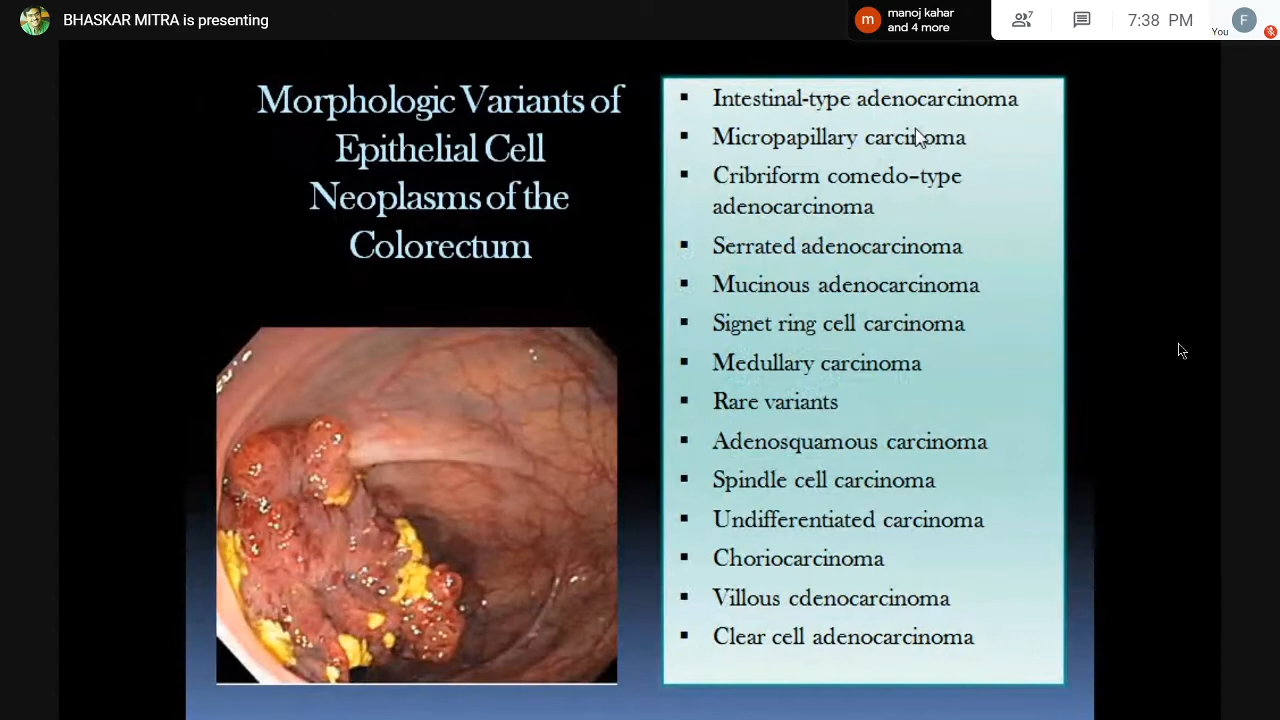 BHASKAR MITRA is presenting
m
manoj kahar
and 4 more
7
7:38 PM
You
F
Morphologic Variants of
Epithelial Cell
Neoplasms of the
Colorectum
▪ Intestinal-type adenocarcinoma
▪ Micropapillary carcinoma
▪ Cribriform comedo-type
adenocarcinoma
▪ Serrated adenocarcinoma
▪ Mucinous adenocarcinoma
▪ Signet ring cell carcinoma
▪ Medullary carcinoma
▪ Rare variants
▪ Adenosquamous carcinoma
▪ Spindle cell carcinoma
▪ Undifferentiated carcinoma
▪ Choriocarcinoma
▪ Villous cdenocarcinoma
▪ Clear cell adenocarcinoma